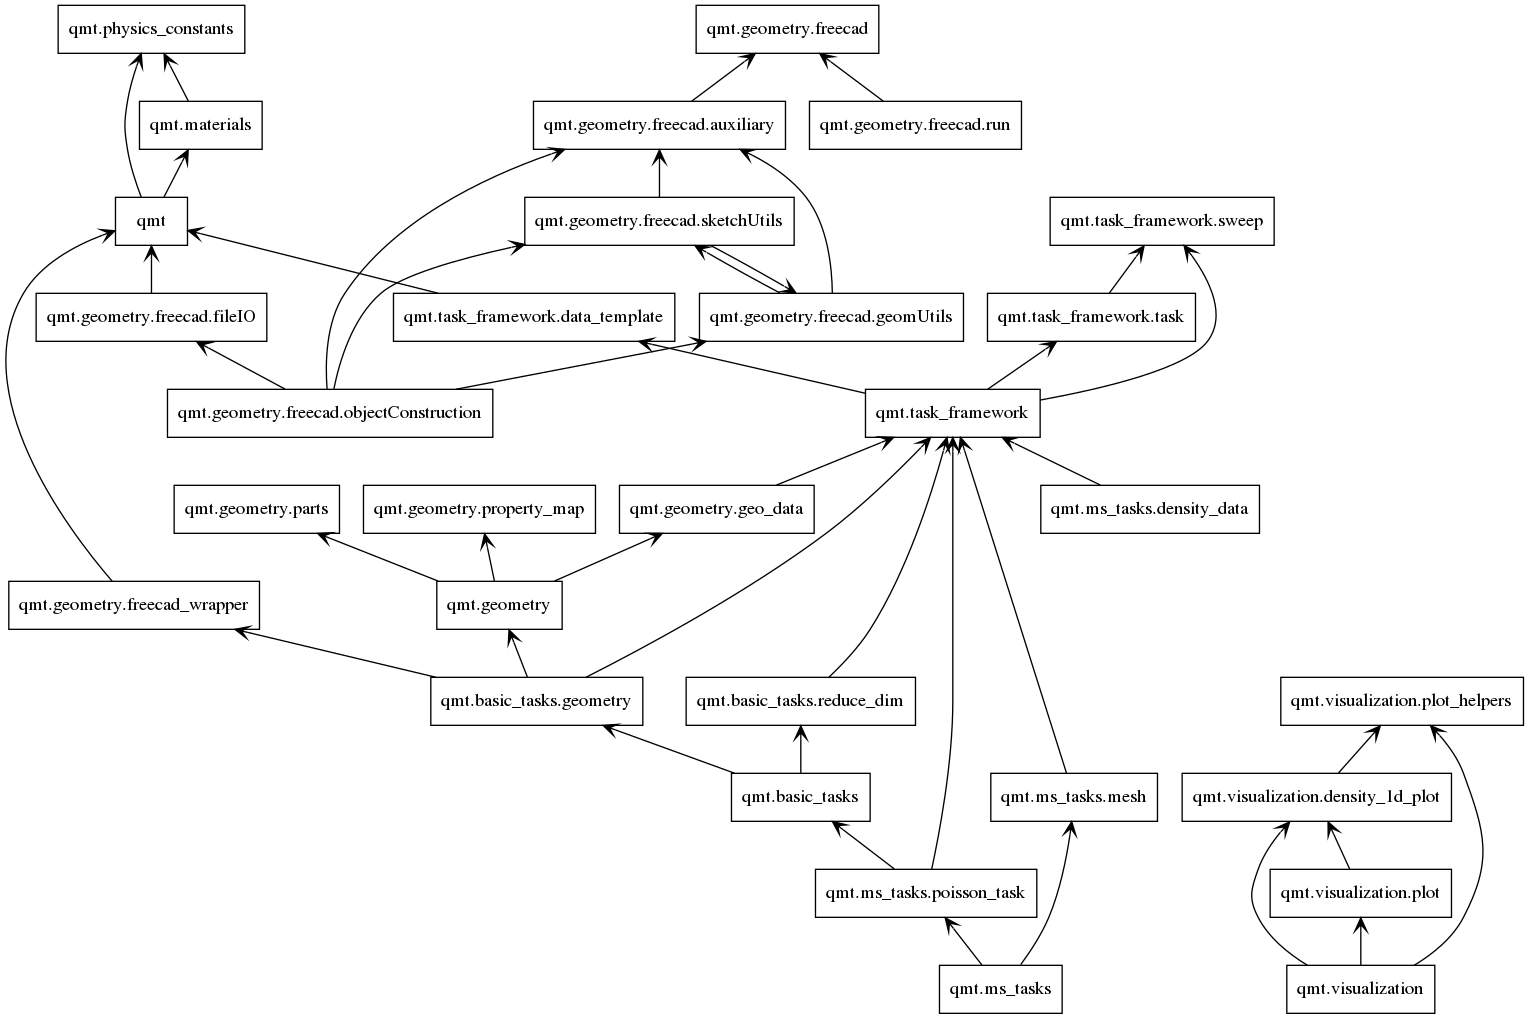 qmt.physics_constants
qmt.geometry.freecad
qmt.materials
qmt.geometry.freecad.auxiliary
qmt.geometry.freecad.run
qmt
qmt.geometry.freecad.sketchUtils
qmt.task_framework.sweep
qmt.geometry.freecad.fileIO
qmt.task_framework.data_template
qmt.geometry.freecad.geomUtils
qmt.task_framework.task
qmt.geometry.freecad.objectConstruction
qmt.task_framework
qmt.geometry.parts
qmt.geometry.property_map
qmt.geometry.geo_data
qmt.ms_tasks.density_data
qmt.geometry.freecad_wrapper
qmt.geometry
qmt.basic_tasks.geometry
qmt.basic_tasks.reduce_dim
qmt.visualization.plot_helpers
qmt.basic_tasks
qmt.ms_tasks.mesh
qmt.visualization.density_1d_plot
qmt.ms_tasks.poisson_task
qmt.visualization.plot
qmt.ms_tasks
qmt.visualization